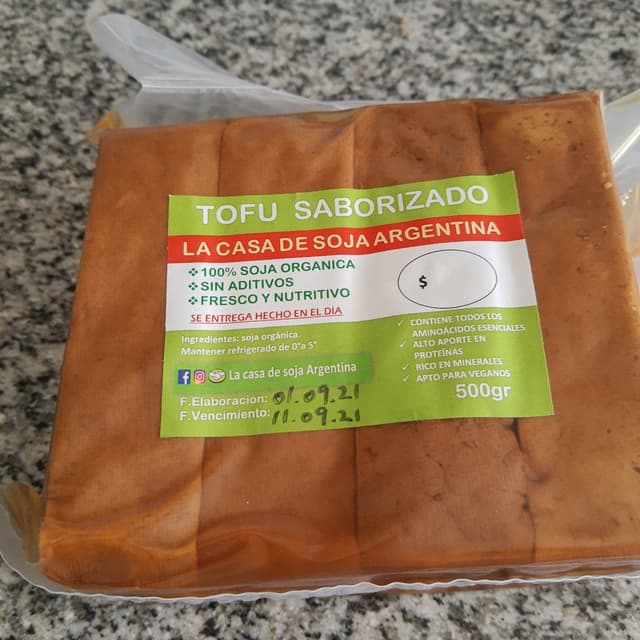 TOFU SABORIZADO
LA CASA DE SOJA ARGENTINA
100% SOJA ORGANICA
SIN ADITIVOS
FRESCO Y NUTRITIVO
SE ENTREGA HECHO EN EL DÍA
$
Ingredientes: soja orgánica.
Mantener refrigerado de 0°a 5°
La casa de soja Argentina
F.Elaboracion: 01.09.21
F.Vencimiento: 11.09.21
CONTIENE TODOS LOS
AMINOÁCIDOS ESENCIALES
ALTO APORTE EN
PROTEÍNAS
RICO EN MINERALES
APTO PARA VEGANOS
500gr